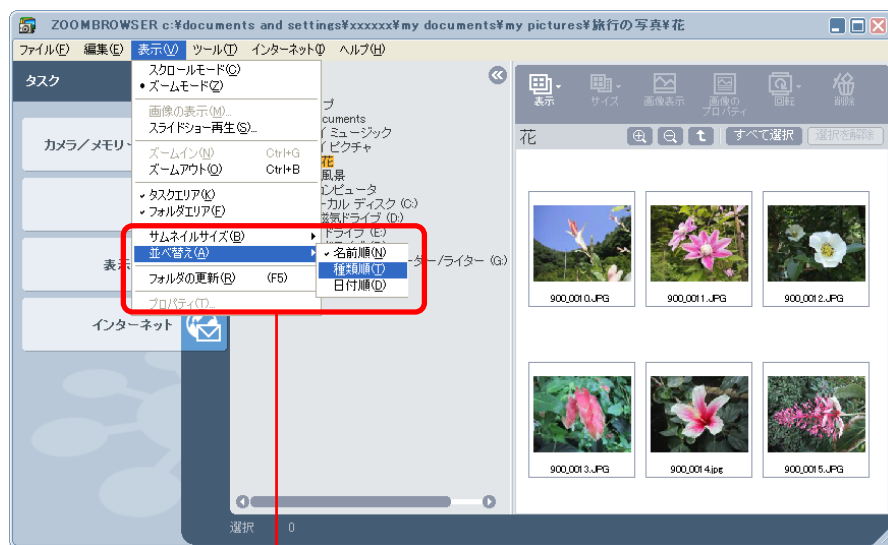 ZOOMBROWSER c:¥documents and settings¥xxxxxx¥my documents¥my pictures¥旅行の写真¥花
ファイル(F) 編集(E) 表示(V) ツール(T) インターネット(I) ヘルプ(H)
タスク
カメラ/メモリ
表示
インターネット
スクロールモード(C)
• ズームモード(Z)
画像の表示(M)...
スライドショー再生(S)...
ズームイン(N) Ctrl+G
ズームアウト(O) Ctrl+B
✓ タスクエリア(K)
✓ フォルダエリア(F)
サムネイルサイズ(B)
並べ替え(A)
フォルダの更新(R) (F5)
プロパティ(T)...
✓ 名前順(N)
種類順(T)
日付順(D)
プ
cuments
イミュージック
イピクチャ
花
風景
コンピュータ
ーカル ディスク (C:)
気ドライブ (D:)
ドライブ (E:)
ダー/ライター (G:)
表示 サイズ 画像表示 画像のプロパティ 回転 削除
花 すべて選択 選択を解除
900_0010.JPG 900_0011.JPG 900_0012.JPG
900_0013.JPG 900_0014.jpg 900_0015.JPG
選択 0